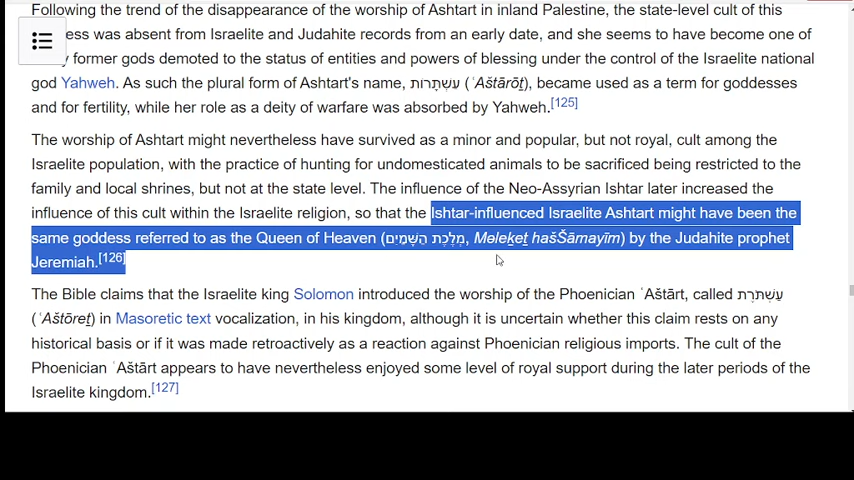 Following the trend of the disappearance of the worship of Ashtart in inland Palestine, the state-level cult of this
ess was absent from Israelite and Judahite records from an early date, and she seems to have become one of
former gods demoted to the status of entities and powers of blessing under the control of the Israelite national
god Yahweh. As such the plural form of Ashtart's name, עַשְׁתָּרוֹת (ʿAštārōṯ), became used as a term for goddesses
and for fertility, while her role as a deity of warfare was absorbed by Yahweh.[125]
The worship of Ashtart might nevertheless have survived as a minor and popular, but not royal, cult among the
Israelite population, with the practice of hunting for undomesticated animals to be sacrificed being restricted to the
family and local shrines, but not at the state level. The influence of the Neo-Assyrian Ishtar later increased the
influence of this cult within the Israelite religion, so that the Ishtar-influenced Israelite Ashtart might have been the
same goddess referred to as the Queen of Heaven (מְלֶכֶת הַשָּׁמַיִם, Meleḵeṯ hašŠāmayīm) by the Judahite prophet
Jeremiah.[126]
The Bible claims that the Israelite king Solomon introduced the worship of the Phoenician ʿAštārt, called עַשְׁתֹּרֶת
(ʿAštōreṯ) in Masoretic text vocalization, in his kingdom, although it is uncertain whether this claim rests on any
historical basis or if it was made retroactively as a reaction against Phoenician religious imports. The cult of the
Phoenician ʿAštārt appears to have nevertheless enjoyed some level of royal support during the later periods of the
Israelite kingdom.[127]